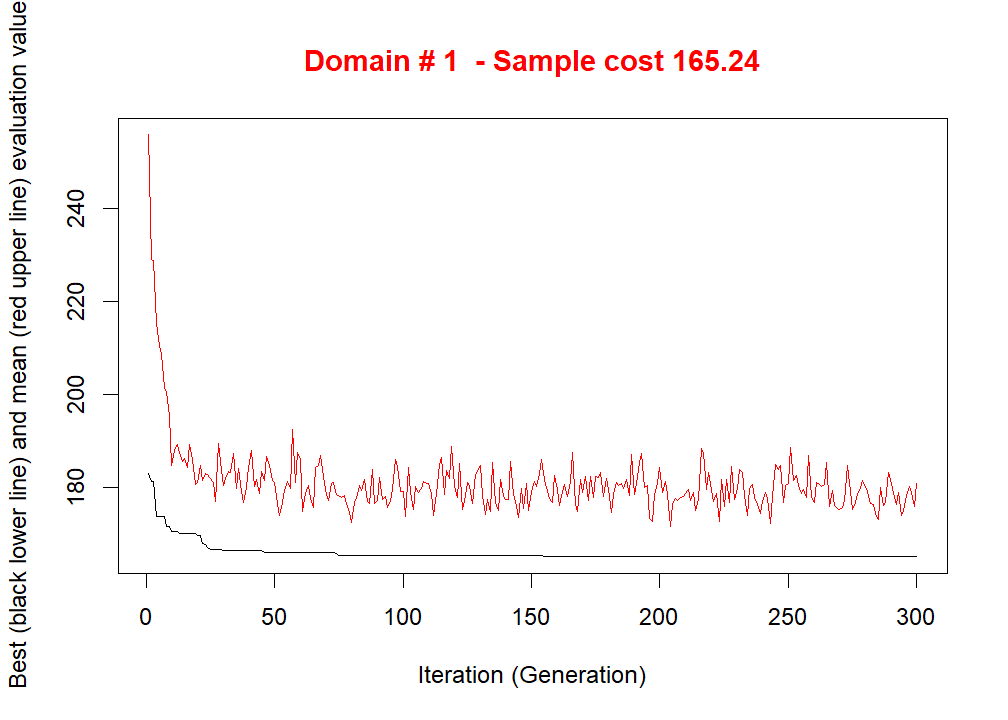 Domain # 1  - Sample cost 165.24
Best (black lower line) and mean (red upper line) evaluation value
240
220
200
180
0 50 100 150 200 250 300
Iteration (Generation)